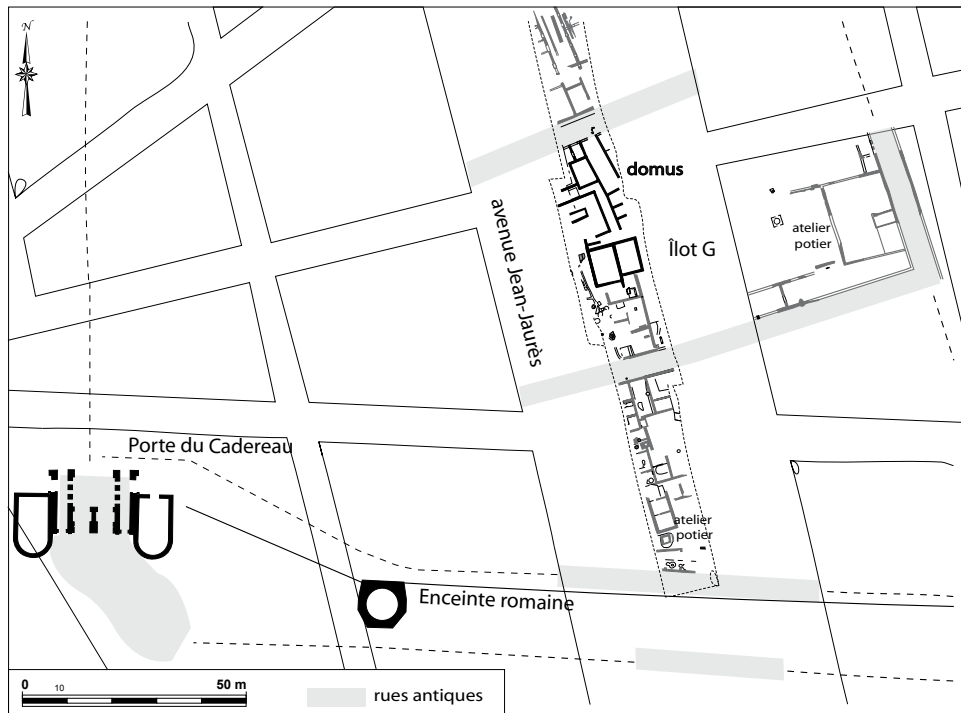 N
domus
avenue Jean-Jaurès
Îlot G
atelier
potier
Porte du Cadereau
atelier
potier
Enceinte romaine
0 10 50 m
rues antiques